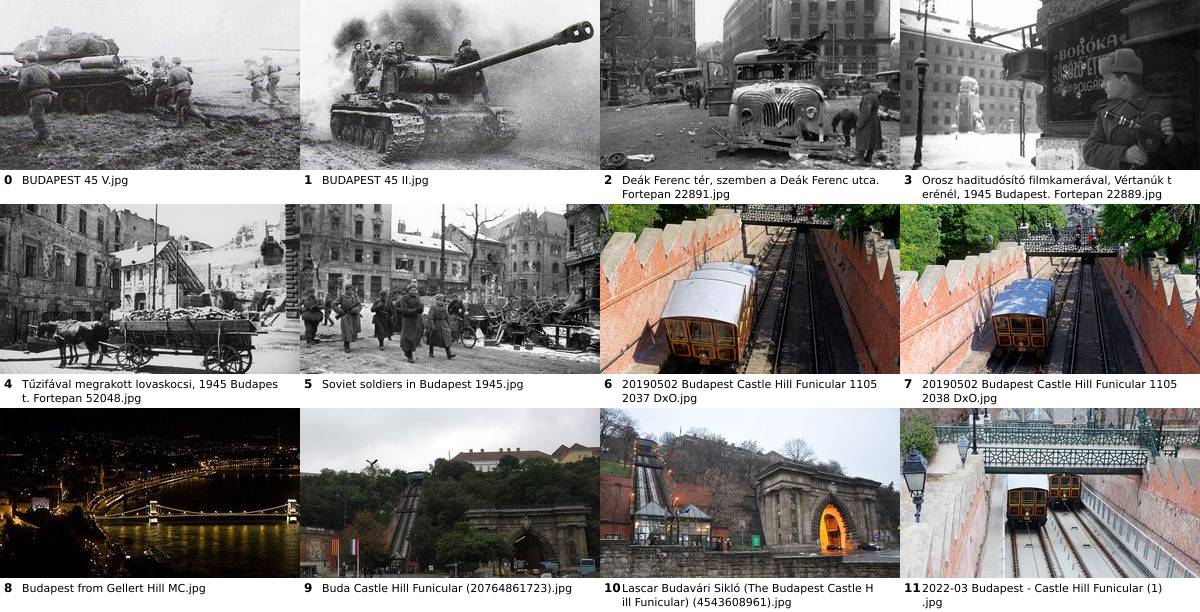 BORÓKA
0 BUDAPEST 45 V.jpg
1 BUDAPEST 45 II.jpg
2 Deák Ferenc tér, szemben a Deák Ferenc utca.
Fortepan 22891.jpg
3 Orosz haditudósító filmkamerával, Vértanúk t
erénél, 1945 Budapest. Fortepan 22889.jpg
4 Tűzifával megrakott lovaskocsi, 1945 Budapes
t. Fortepan 52048.jpg
5 Soviet soldiers in Budapest 1945.jpg
6 20190502 Budapest Castle Hill Funicular 1105
2037 DxO.jpg
7 20190502 Budapest Castle Hill Funicular 1105
2038 DxO.jpg
8 Budapest from Gellert Hill MC.jpg
9 Buda Castle Hill Funicular (20764861723).jpg
10 Lascar Budavári Sikló (The Budapest Castle H
ill Funicular) (4543608961).jpg
11 2022-03 Budapest - Castle Hill Funicular (1)
.jpg